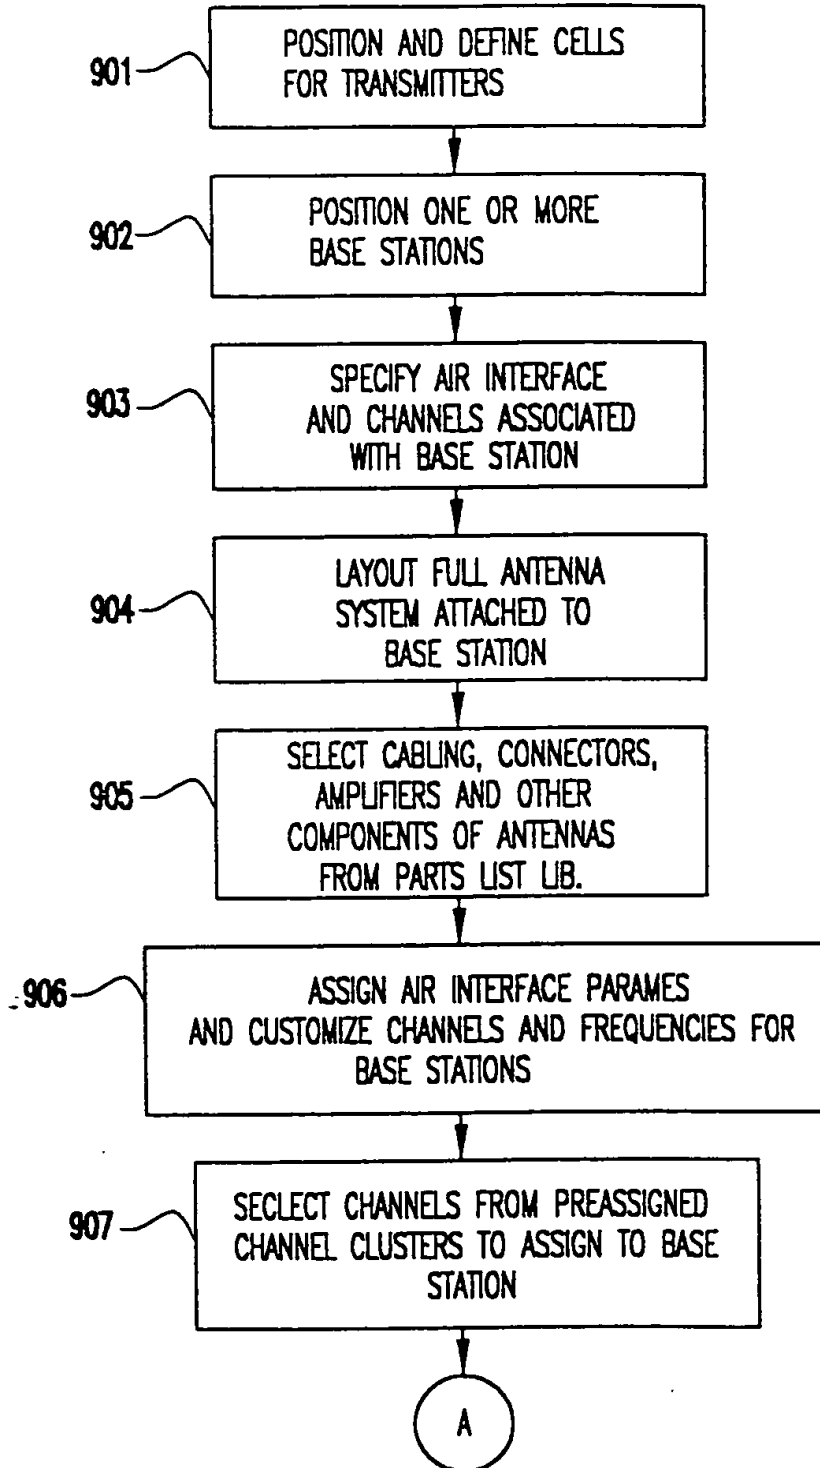 901
POSITION AND DEFINE CELLS
FOR TRANSMITTERS
902
POSITION ONE OR MORE
BASE STATIONS
903
SPECIFY AIR INTERFACE
AND CHANNELS ASSOCIATED
WITH BASE STATION
904
LAYOUT FULL ANTENNA
SYSTEM ATTACHED TO
BASE STATION
905
SELECT CABLING, CONNECTORS,
AMPLIFIERS AND OTHER
COMPONENTS OF ANTENNAS
FROM PARTS LIST LIB.
906
ASSIGN AIR INTERFACE PARAMES
AND CUSTOMIZE CHANNELS AND FREQUENCIES FOR
BASE STATIONS
907
SECLECT CHANNELS FROM PREASSIGNED
CHANNEL CLUSTERS TO ASSIGN TO BASE
STATION
A